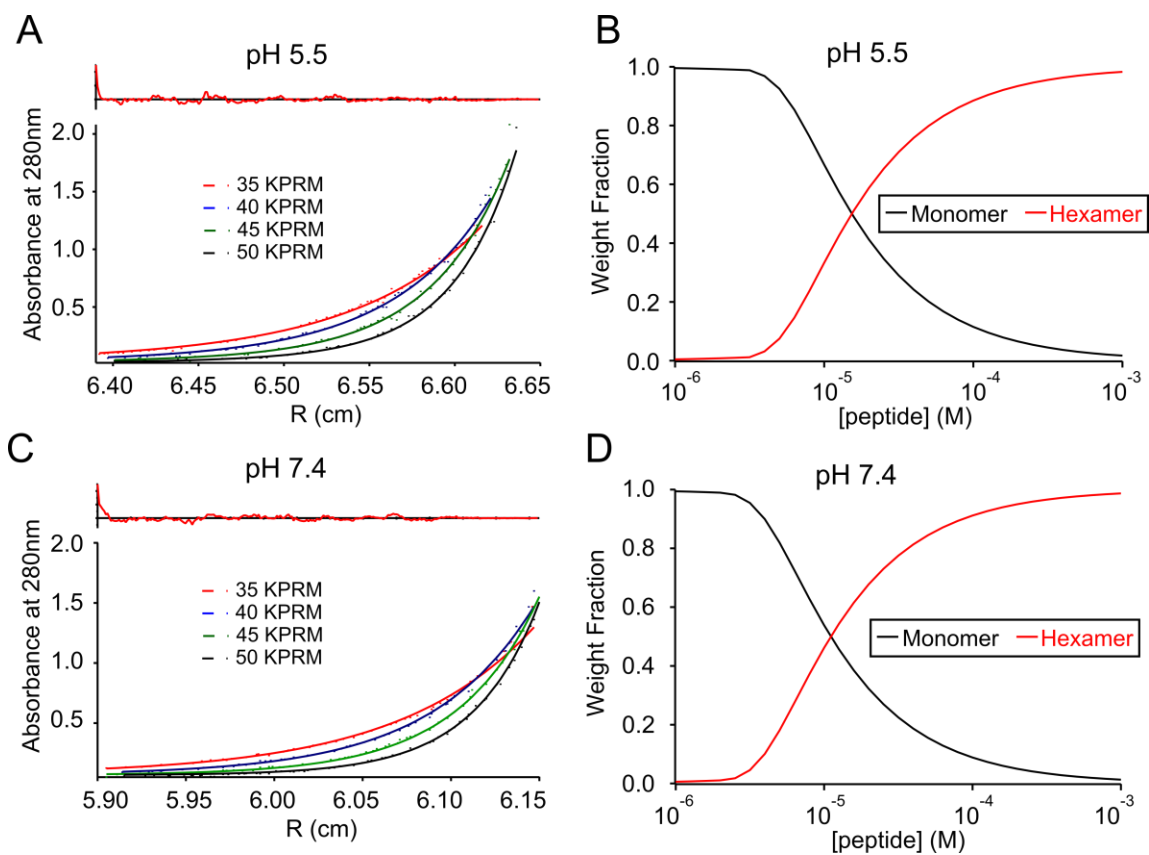 A
pH 5.5
Absorbance at 280nm
2.0
1.5
1.0
0.5
35 KPRM
40 KPRM
45 KPRM
50 KPRM
6.40 6.45 6.50 6.55 6.60 6.65
R (cm)
B
pH 5.5
Weight Fraction
1.0
0.8
0.6
0.4
0.2
0.0
Monomer Hexamer
10-6 10-5 10-4 10-3
[peptide] (M)
C
pH 7.4
Absorbance at 280nm
2.0
1.5
1.0
0.5
35 KPRM
40 KPRM
45 KPRM
50 KPRM
5.90 5.95 6.00 6.05 6.10 6.15
R (cm)
D
pH 7.4
Weight Fraction
1.0
0.8
0.6
0.4
0.2
0.0
Monomer Hexamer
10-6 10-5 10-4 10-3
[peptide] (M)